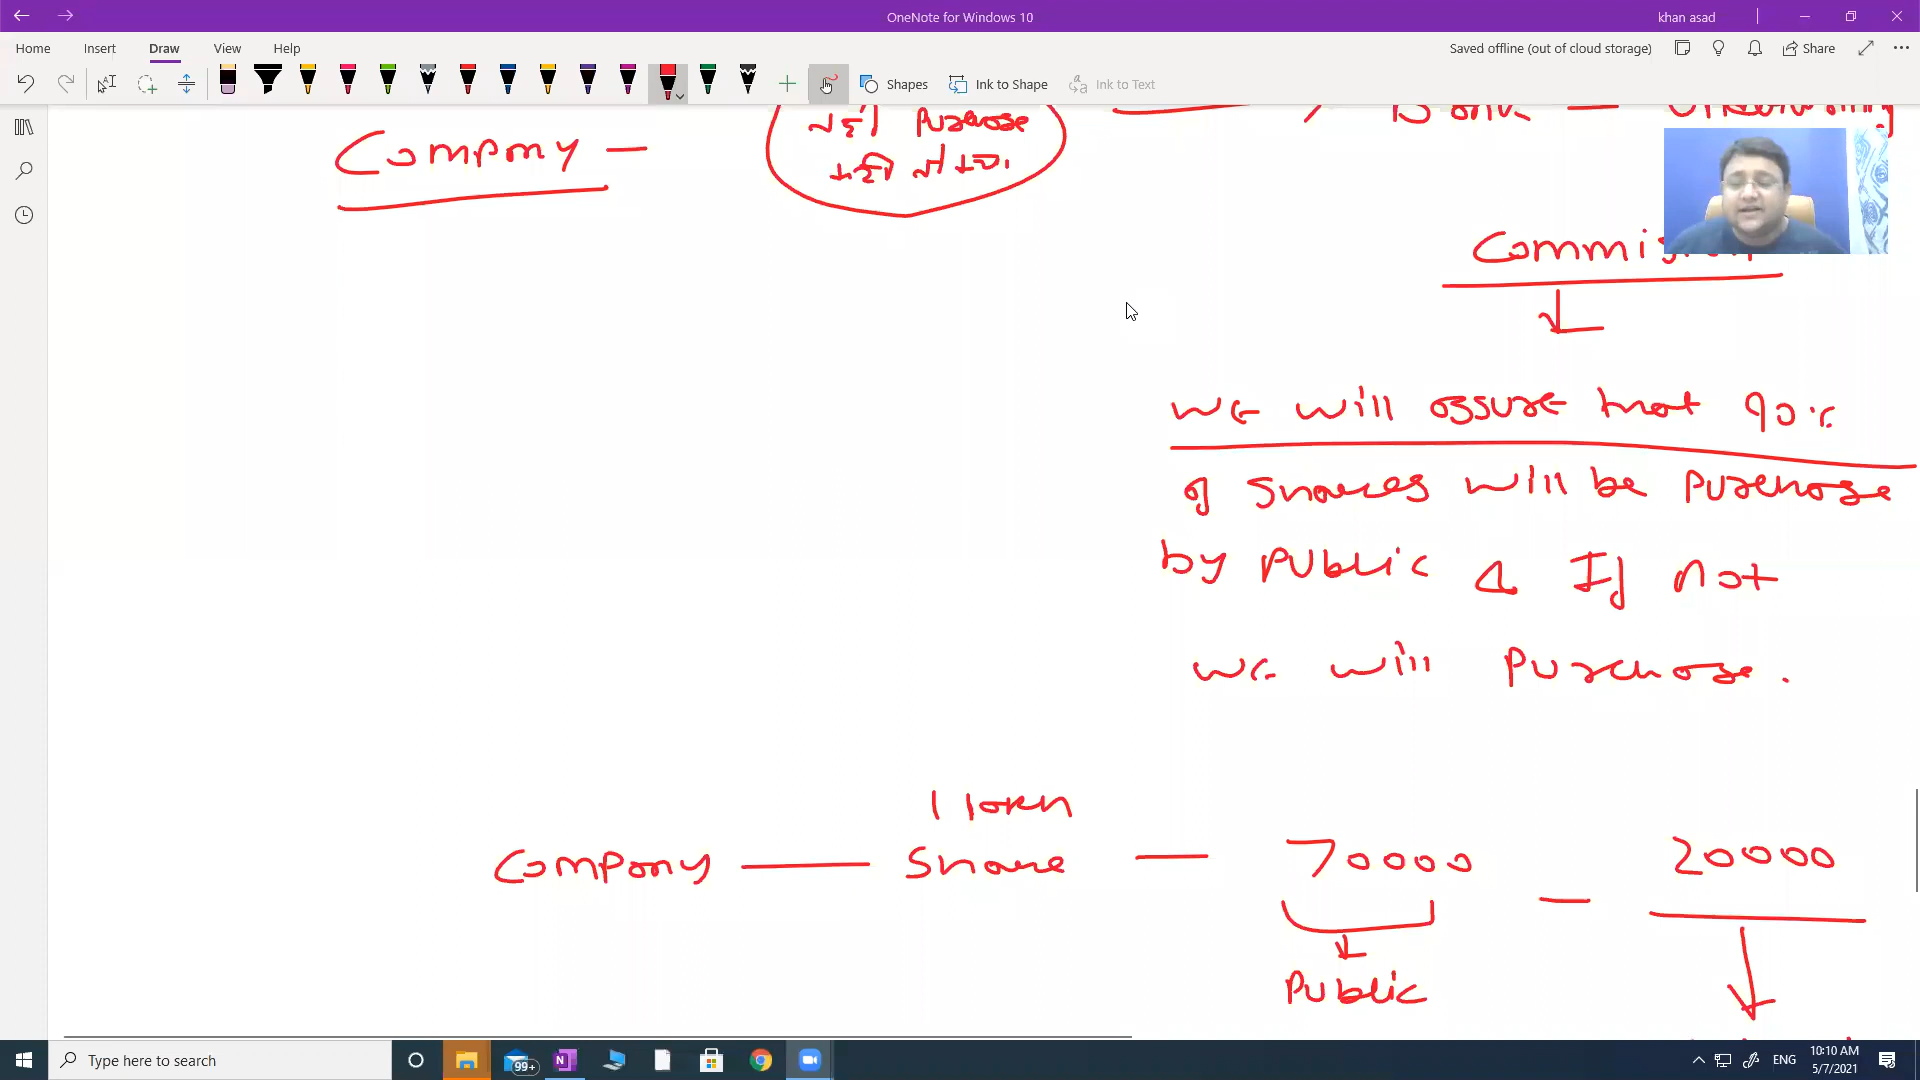 OneNote for Windows 10
khan asad
Home Insert Draw View Help
Saved offline (out of cloud storage)
Share
Shapes
Ink to Shape
Ink to Text
Purchase
Company —
Bank — Underwriting
Commission
We will assure that 90%
of Shares will be Purchase
by Public & If not
we will Purchase.
1 lakh
Company — Share — 70000 — 20000
Public
Type here to search
99+
ENG
10:10 AM
5/7/2021